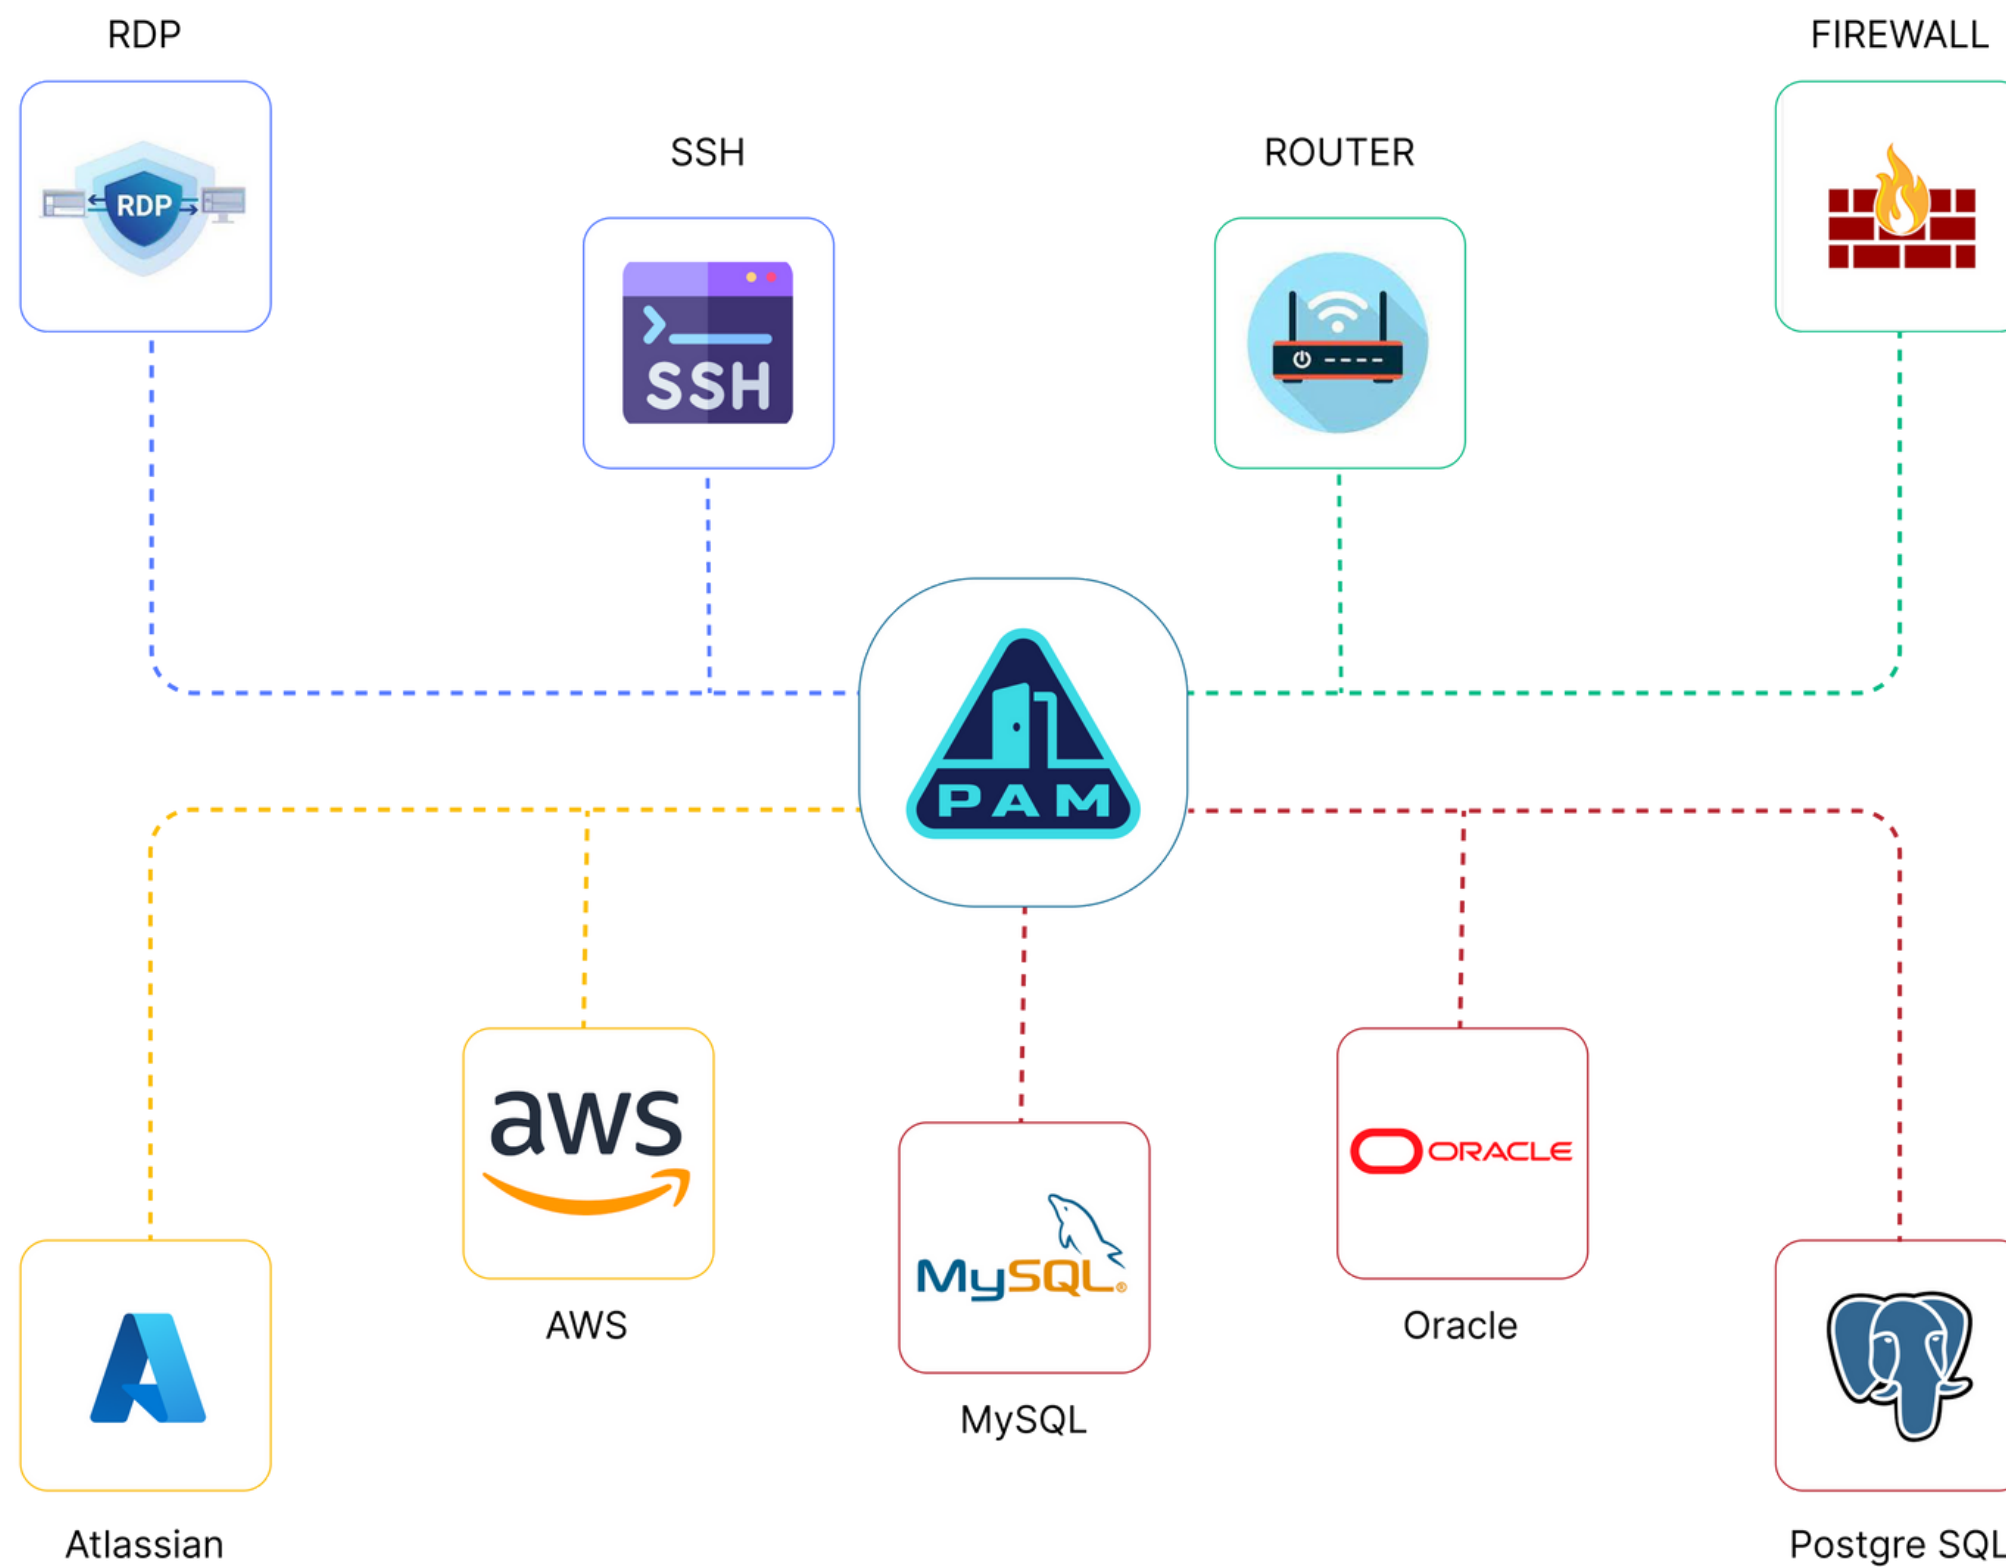 RDP
FIREWALL
SSH
ROUTER
RDP
SSH
PAM
aws
ORACLE
MySQL®
AWS
Oracle
MySQL
Atlassian
Postgre SQL